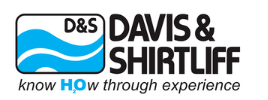 D&S DAVIS &
SHIRTLIFF
know H2Ow through experience